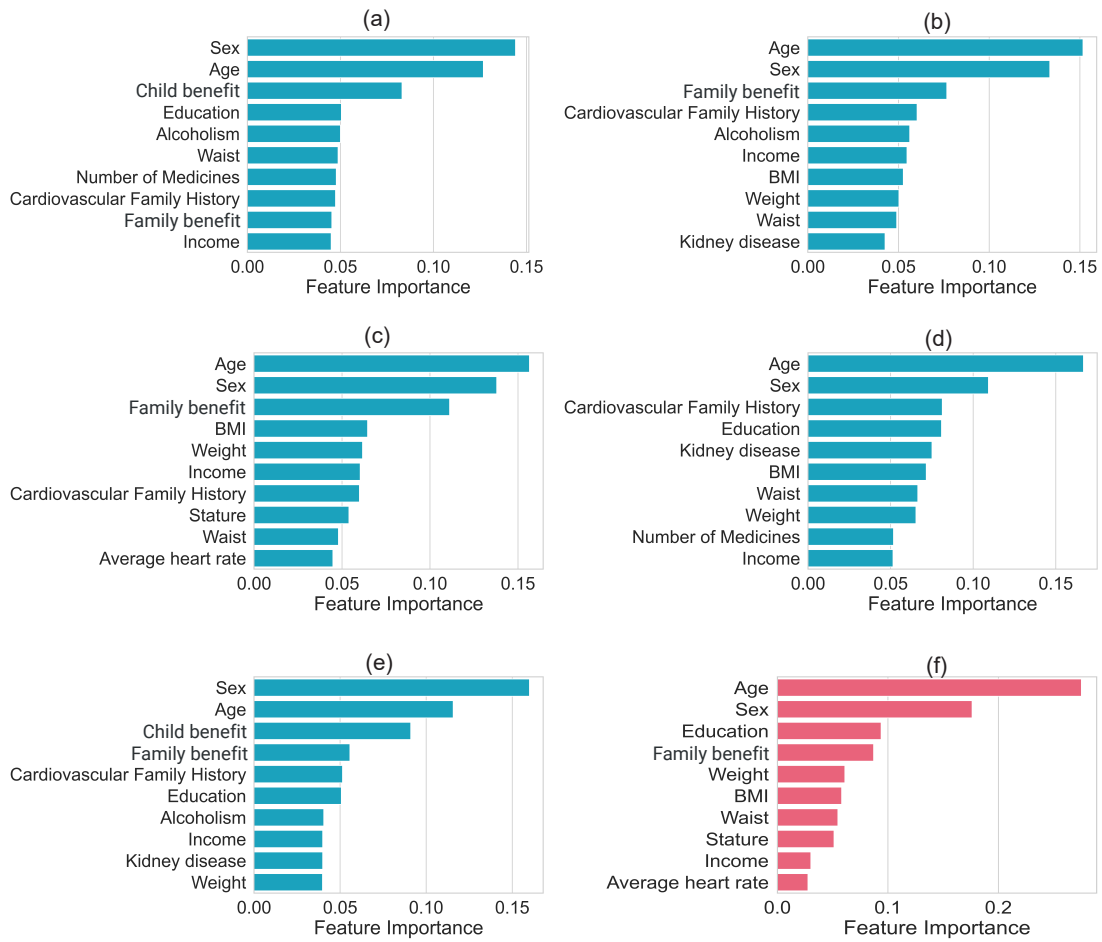 (a)
Sex
Age
Child benefit
Education
Alcoholism
Waist
Number of Medicines
Cardiovascular Family History
Family benefit
Income
0.00 0.05 0.10 0.15
Feature Importance
(b)
Age
Sex
Family benefit
Cardiovascular Family History
Alcoholism
Income
BMI
Weight
Waist
Kidney disease
0.00 0.05 0.10 0.15
Feature Importance
(c)
Age
Sex
Family benefit
BMI
Weight
Income
Cardiovascular Family History
Stature
Waist
Average heart rate
0.00 0.05 0.10 0.15
Feature Importance
(d)
Age
Sex
Cardiovascular Family History
Education
Kidney disease
BMI
Waist
Weight
Number of Medicines
Income
0.00 0.05 0.10 0.15
Feature Importance
(e)
Sex
Age
Child benefit
Family benefit
Cardiovascular Family History
Education
Alcoholism
Income
Kidney disease
Weight
0.00 0.05 0.10 0.15
Feature Importance
(f)
Age
Sex
Education
Family benefit
Weight
BMI
Waist
Stature
Income
Average heart rate
0.0 0.1 0.2
Feature Importance